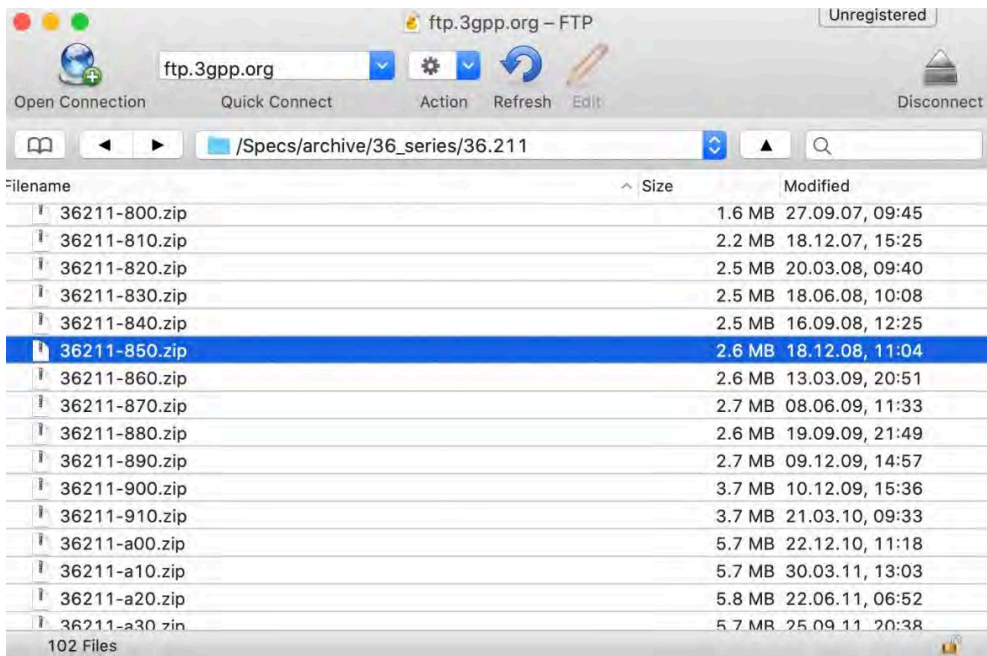 ftp.3gpp.org – FTP
Unregistered
ftp.3gpp.org
Open Connection Quick Connect Action Refresh Edit Disconnect
/Specs/archive/36_series/36.211
Filename Size Modified
36211-800.zip 1.6 MB 27.09.07, 09:45
36211-810.zip 2.2 MB 18.12.07, 15:25
36211-820.zip 2.5 MB 20.03.08, 09:40
36211-830.zip 2.5 MB 18.06.08, 10:08
36211-840.zip 2.5 MB 16.09.08, 12:25
36211-850.zip 2.6 MB 18.12.08, 11:04
36211-860.zip 2.6 MB 13.03.09, 20:51
36211-870.zip 2.7 MB 08.06.09, 11:33
36211-880.zip 2.6 MB 19.09.09, 21:49
36211-890.zip 2.7 MB 09.12.09, 14:57
36211-900.zip 3.7 MB 10.12.09, 15:36
36211-910.zip 3.7 MB 21.03.10, 09:33
36211-a00.zip 5.7 MB 22.12.10, 11:18
36211-a10.zip 5.7 MB 30.03.11, 13:03
36211-a20.zip 5.8 MB 22.06.11, 06:52
36211-a30.zip 5.7 MB 25.09.11, 20:38
102 Files